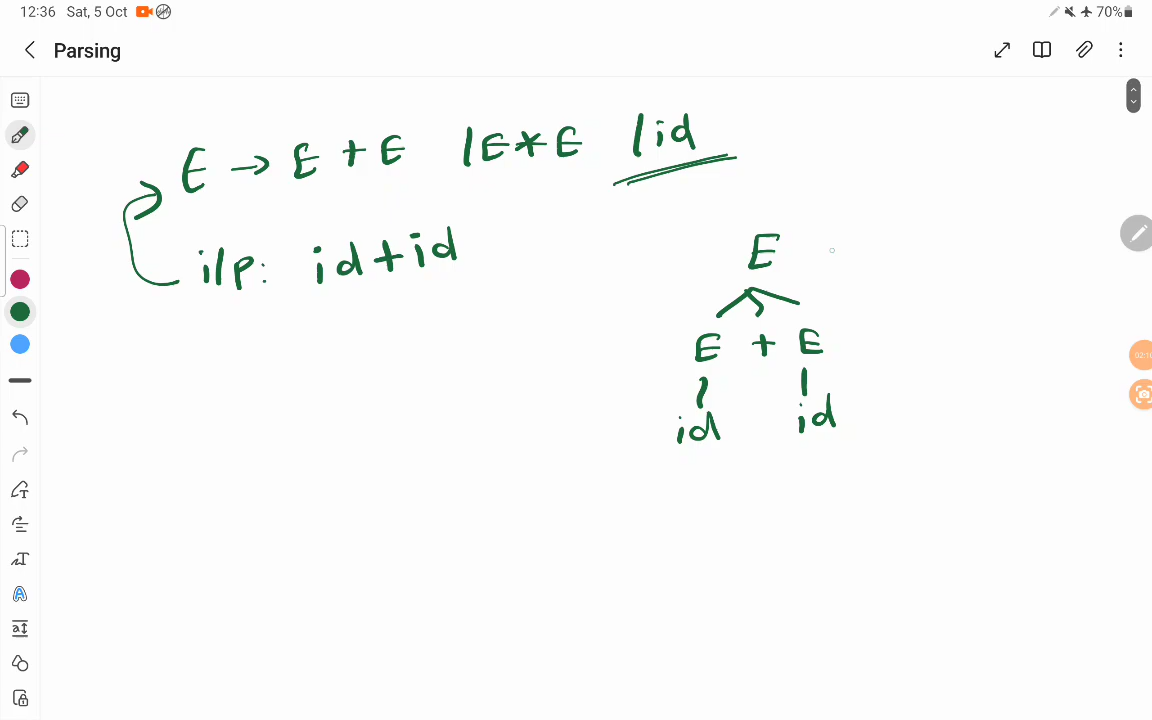 12:36 Sat, 5 Oct 70%
Parsing
E → E + E | E * E | id
i/p: id + id
E
E + E
id id